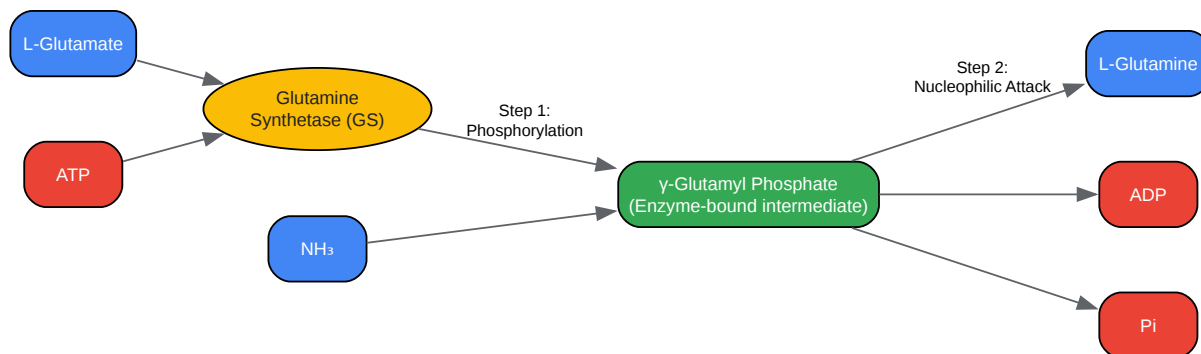 L-Glutamate
ATP
Glutamine
Synthetase (GS)
NH₃
Step 1:
Phosphorylation
γ-Glutamyl Phosphate
(Enzyme-bound intermediate)
Step 2:
Nucleophilic Attack
L-Glutamine
ADP
Pi